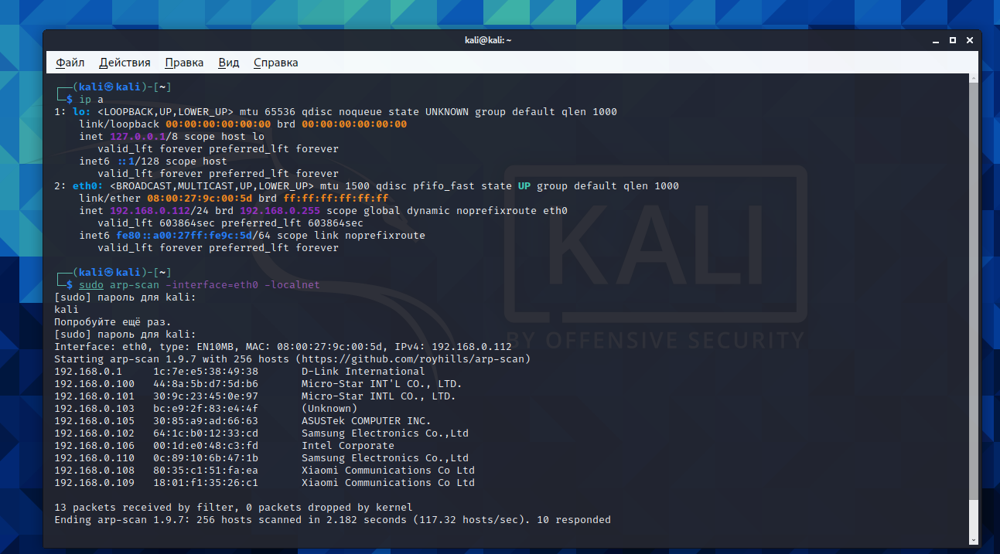 kali@kali: ~
Файл Действия Правка Вид Справка
┌──(kali㉿kali)-[~]
└─$ ip a
1: lo: <LOOPBACK,UP,LOWER_UP> mtu 65536 qdisc noqueue state UNKNOWN group default qlen 1000
    link/loopback 00:00:00:00:00:00 brd 00:00:00:00:00:00
    inet 127.0.0.1/8 scope host lo
       valid_lft forever preferred_lft forever
    inet6 ::1/128 scope host
       valid_lft forever preferred_lft forever
2: eth0: <BROADCAST,MULTICAST,UP,LOWER_UP> mtu 1500 qdisc pfifo_fast state UP group default qlen 1000
    link/ether 08:00:27:9c:00:5d brd ff:ff:ff:ff:ff:ff
    inet 192.168.0.112/24 brd 192.168.0.255 scope global dynamic noprefixroute eth0
       valid_lft 603864sec preferred_lft 603864sec
    inet6 fe80::a00:27ff:fe9c:5d/64 scope link noprefixroute
       valid_lft forever preferred_lft forever
┌──(kali㉿kali)-[~]
└─$ sudo arp-scan -interface=eth0 -localnet
[sudo] пароль для kali:
kali
Попробуйте ещё раз.
[sudo] пароль для kali:
Interface: eth0, type: EN10MB, MAC: 08:00:27:9c:00:5d, IPv4: 192.168.0.112
Starting arp-scan 1.9.7 with 256 hosts (https://github.com/royhills/arp-scan)
192.168.0.1     1c:7e:e5:38:49:38       D-Link International
192.168.0.100   44:8a:5b:d7:5d:b6       Micro-Star INT'L CO., LTD.
192.168.0.101   30:9c:23:45:0e:97       Micro-Star INTL CO., LTD.
192.168.0.103   bc:e9:2f:83:e4:4f       (Unknown)
192.168.0.105   30:85:a9:ad:66:63       ASUSTek COMPUTER INC.
192.168.0.102   64:1c:b0:12:33:cd       Samsung Electronics Co.,Ltd
192.168.0.106   00:1d:e0:48:c3:fd       Intel Corporate
192.168.0.110   0c:89:10:6b:47:1b       Samsung Electronics Co.,Ltd
192.168.0.108   80:35:c1:51:fa:ea       Xiaomi Communications Co Ltd
192.168.0.109   18:01:f1:35:26:c1       Xiaomi Communications Co Ltd
13 packets received by filter, 0 packets dropped by kernel
Ending arp-scan 1.9.7: 256 hosts scanned in 2.182 seconds (117.32 hosts/sec). 10 responded
KALI
BY OFFENSIVE SECURITY